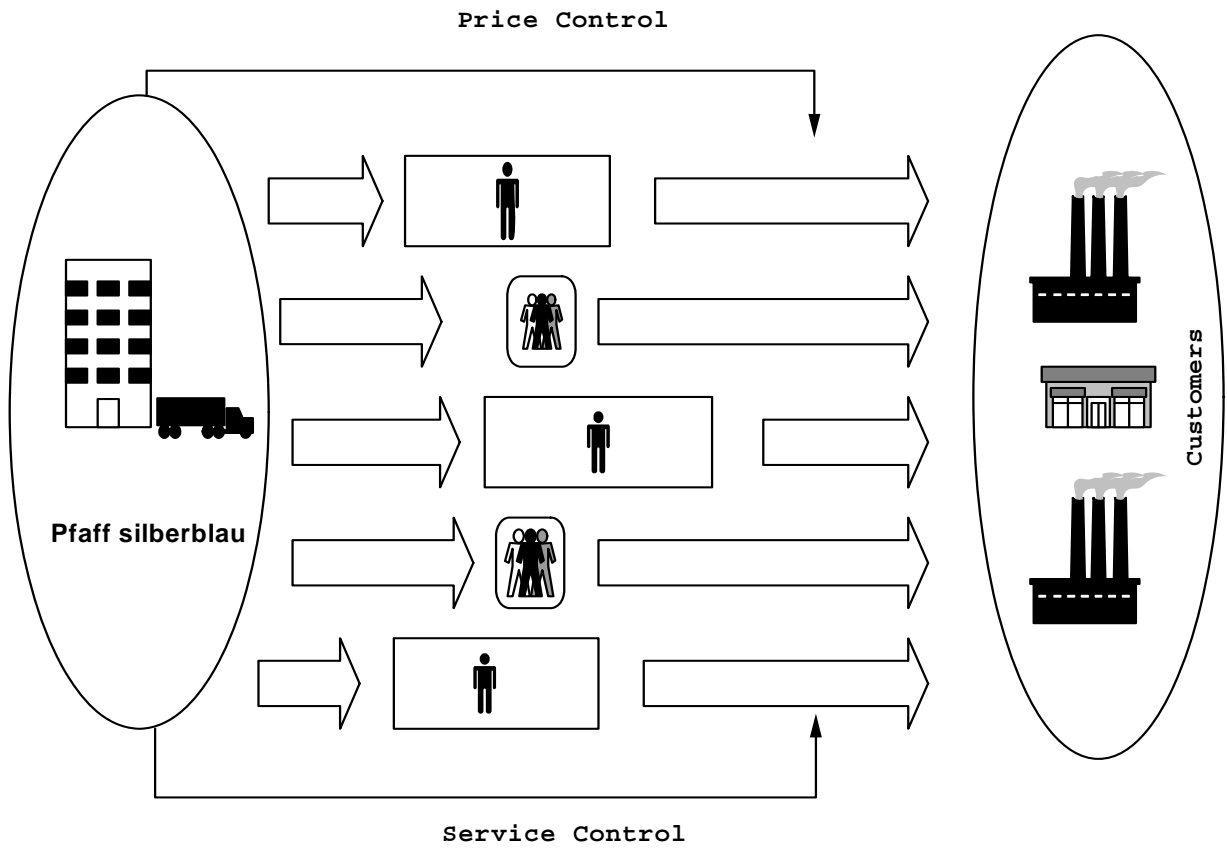 Price Control
Pfaff silberblau
Customers
Service Control